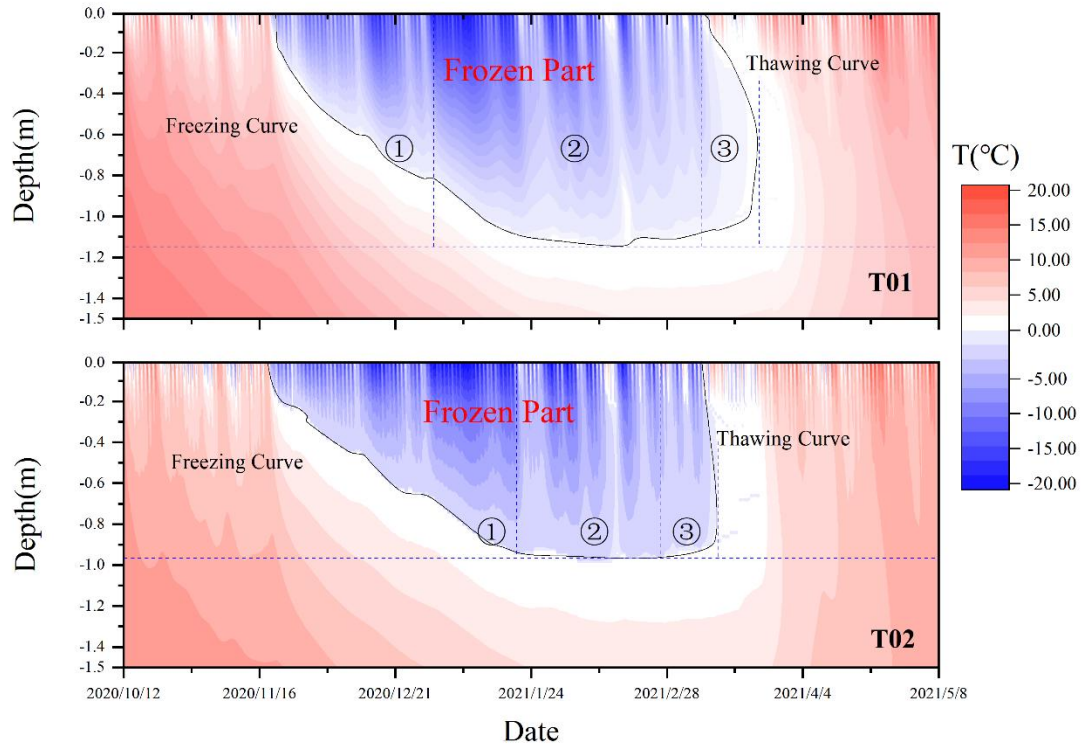 0.0
-0.2
-0.4
-0.6
-0.8
-1.0
-1.2
-1.4
-1.5
Depth(m)
Frozen Part
Freezing Curve
Thawing Curve
①
②
③
T01
T(℃)
20.00
15.00
10.00
5.00
0.00
-5.00
-10.00
-15.00
-20.00
0.0
-0.2
-0.4
-0.6
-0.8
-1.0
-1.2
-1.4
-1.5
Depth(m)
Frozen Part
Freezing Curve
Thawing Curve
①
②
③
T02
2020/10/12 2020/11/16 2020/12/21 2021/1/24 2021/2/28 2021/4/4 2021/5/8
Date